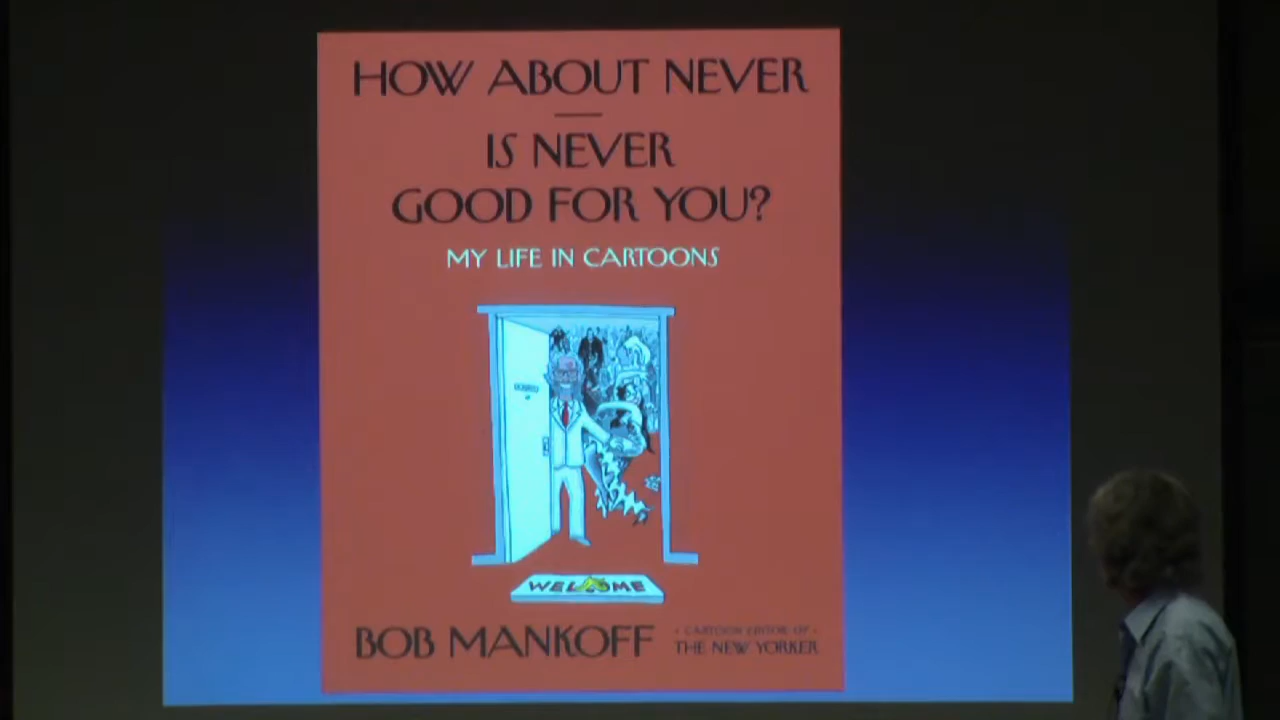 HOW ABOUT NEVER
—
IS NEVER
GOOD FOR YOU?
MY LIFE IN CARTOONS
WELCOME
BOB MANKOFF
• CARTOON EDITOR OF •
THE NEW YORKER